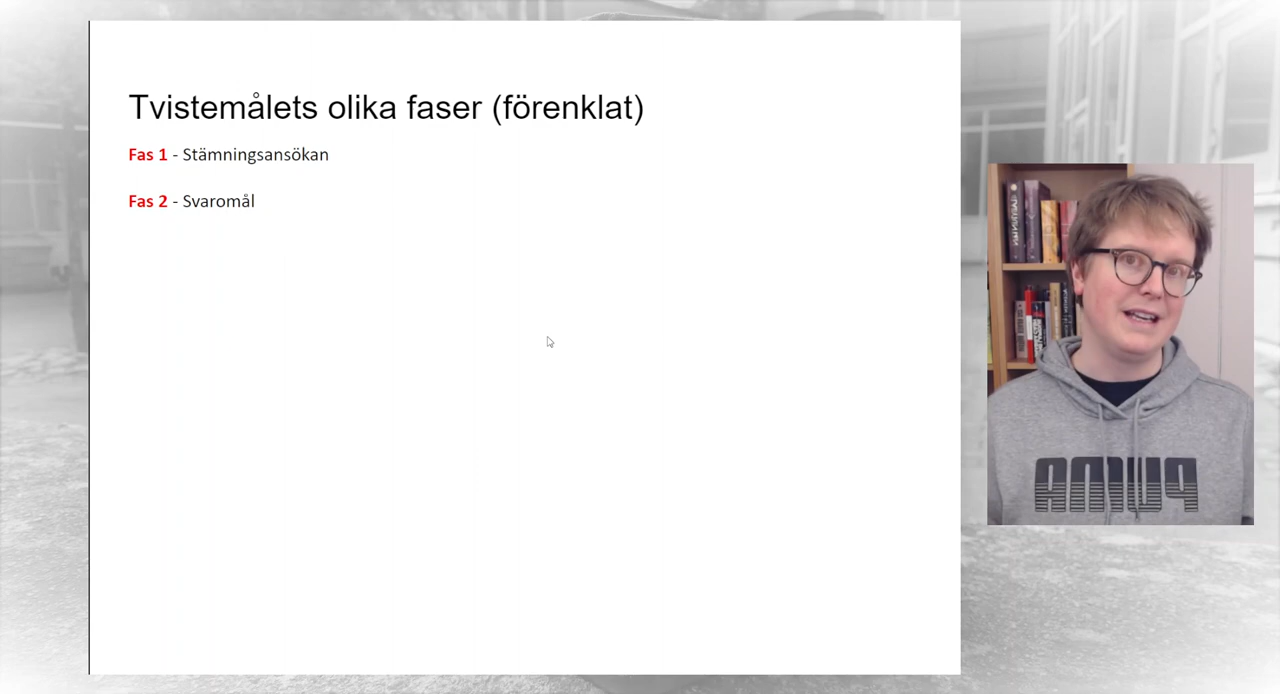 Tvistemålets olika faser (förenklat)
Fas 1 - Stämningsansökan
Fas 2 - Svaromål